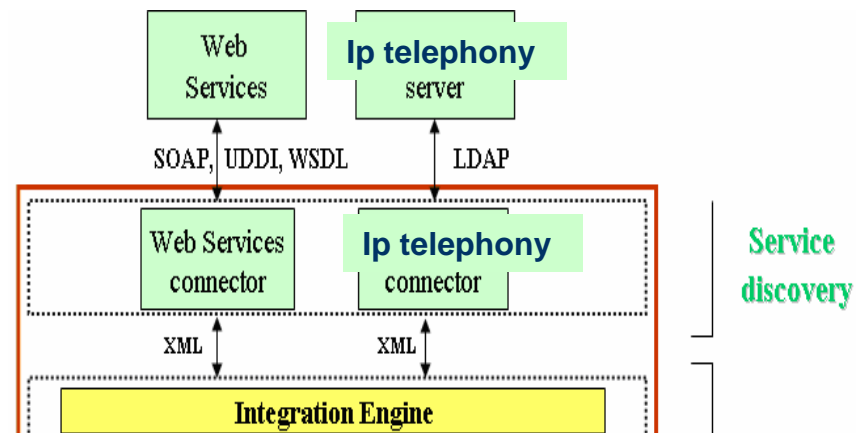 Web
Services
Ip telephony
server
SOAP, UDDI, WSDL
LDAP
Web Services
connector
Ip telephony
connector
Service
discovery
XML
XML
Integration Engine